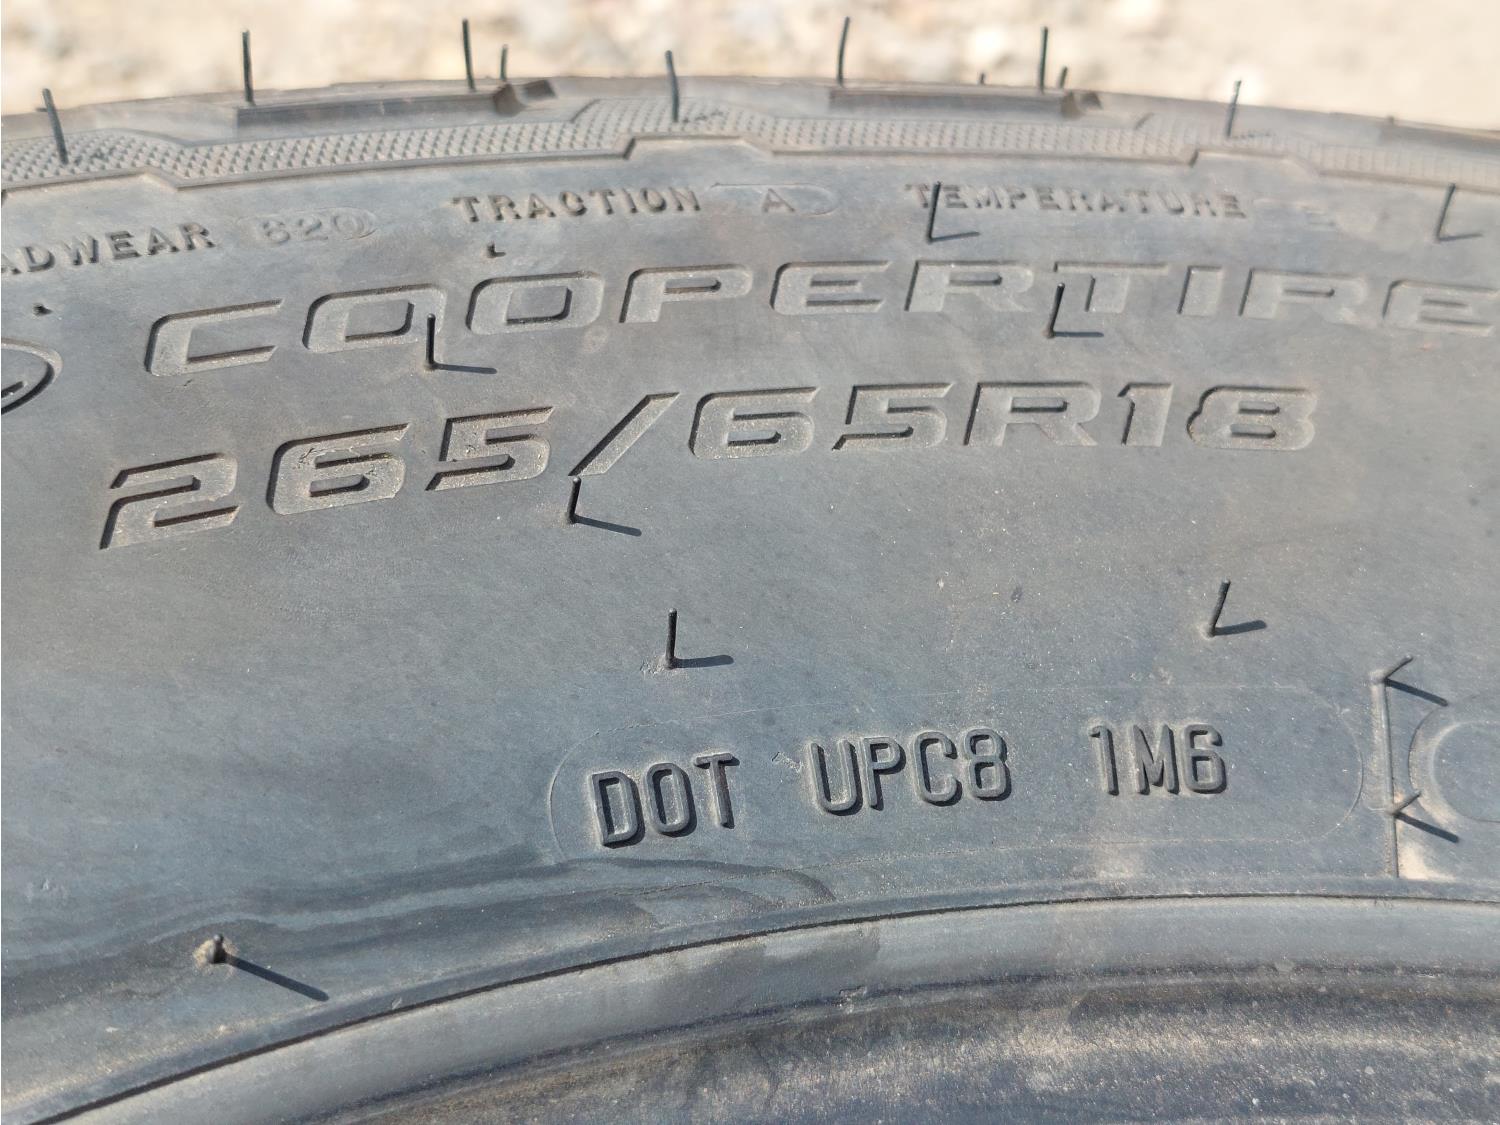 ADWEAR 620 TRACTION A TEMPERATURE
COOPERTIRE
265/65R18
DOT UPC8 1M6